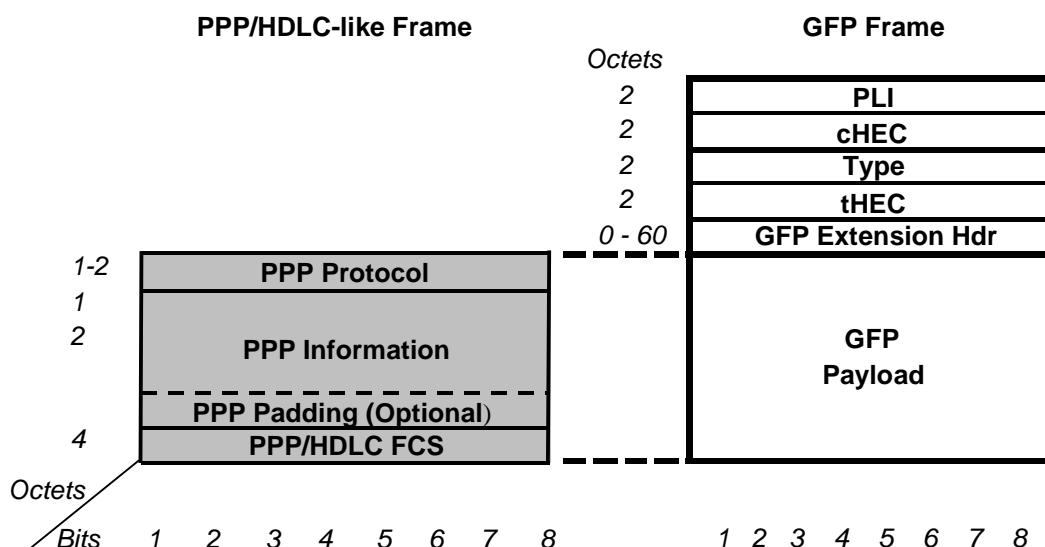 PPP/HDLC-like Frame GFP Frame
Octets
2 PLI
2 cHEC
2 Type
2 tHEC
0 - 60 GFP Extension Hdr
1-2 PPP Protocol
1
2
PPP Information
GFP
Payload
PPP Padding (Optional)
4 PPP/HDLC FCS
Octets
Bits 1 2 3 4 5 6 7 8 1 2 3 4 5 6 7 8